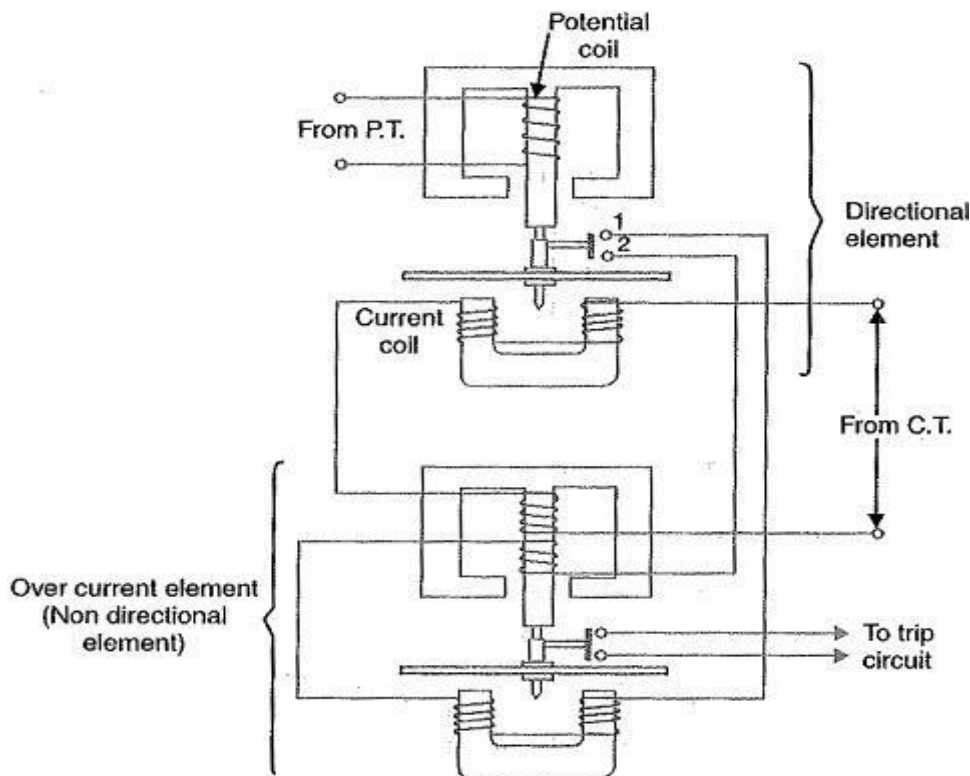 Potential
coil
From P.T.
1
2
Directional
element
Current
coil
From C.T.
Over current element
(Non directional
element)
To trip
circuit